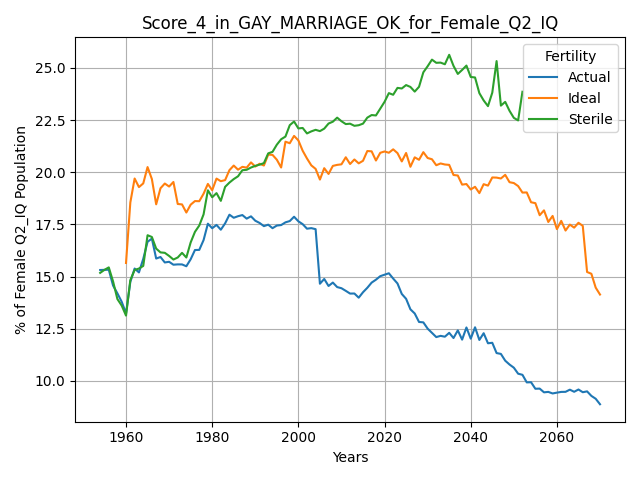 Score_4_in_GAY_MARRIAGE_OK_for_Female_Q2_IQ
% of Female Q2_IQ Population
25.0
22.5
20.0
17.5
15.0
12.5
10.0
Fertility
Actual
Ideal
Sterile
1960
1980
2000
2020
2040
2060
Years